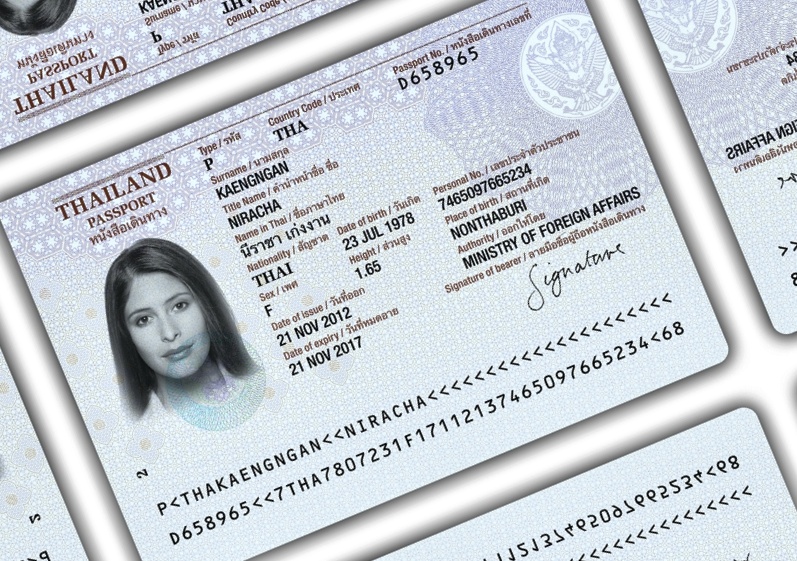 THAILAND
PASSPORT
หนังสือเดินทาง
Type / รหัส
P
Country Code / ประเทศ
THA
Passport No. / หนังสือเดินทางเลขที่
D658965
Surname / นามสกุล
KAENGNGAN
Title Name / คำนำหน้าชื่อ ชื่อ
NIRACHA
Name in Thai / ชื่อภาษาไทย
นีราชา เก่งงาน
Nationality / สัญชาติ
THAI
Date of birth / วันเกิด
23 JUL 1978
Sex / เพศ
F
Height / ส่วนสูง
1.65
Date of issue / วันที่ออก
21 NOV 2012
Date of expiry / วันที่หมดอายุ
21 NOV 2017
Personal No. / เลขประจำตัวประชาชน
7465097665234
Place of birth / สถานที่เกิด
NONTHABURI
Authority / ออกให้โดย
MINISTRY OF FOREIGN AFFAIRS
Signature of bearer / ลายมือชื่อผู้ถือหนังสือเดินทาง
Signature
2
P<THAKAENGNGAN<<NIRACHA<<<<<<<<<<<<<<<<<<<<<
D658965<<7THA7807231F17112137465097665234<68